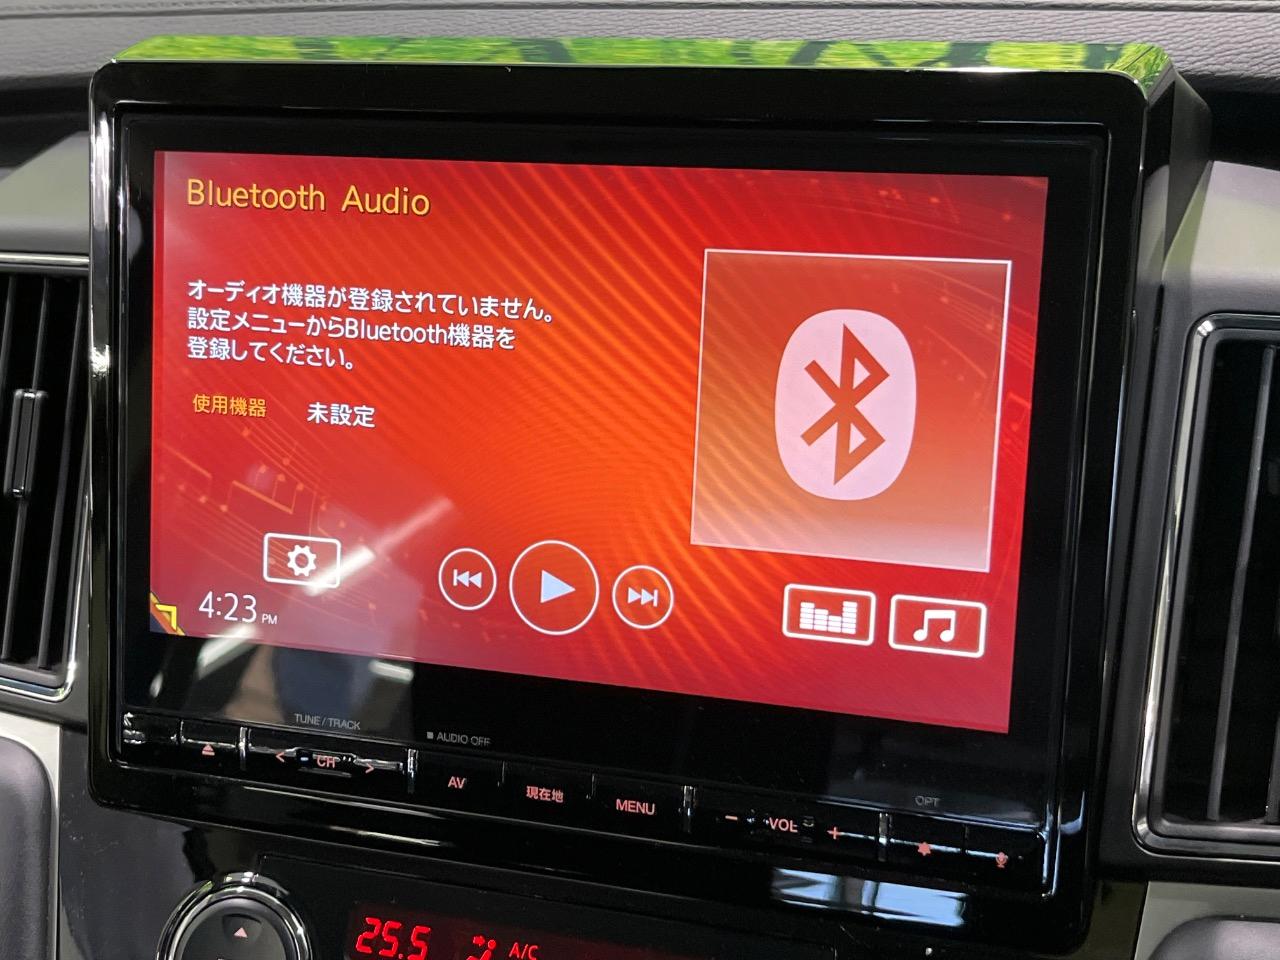 Bluetooth Audio
オーディオ機器が登録されていません。
設定メニューからBluetooth機器を
登録してください。
使用機器 未設定
4:23 PM
TUNE / TRACK
■ AUDIO OFF
OPT
< CH >
AV
現在地
MENU
− VOL +
25.5
A/C